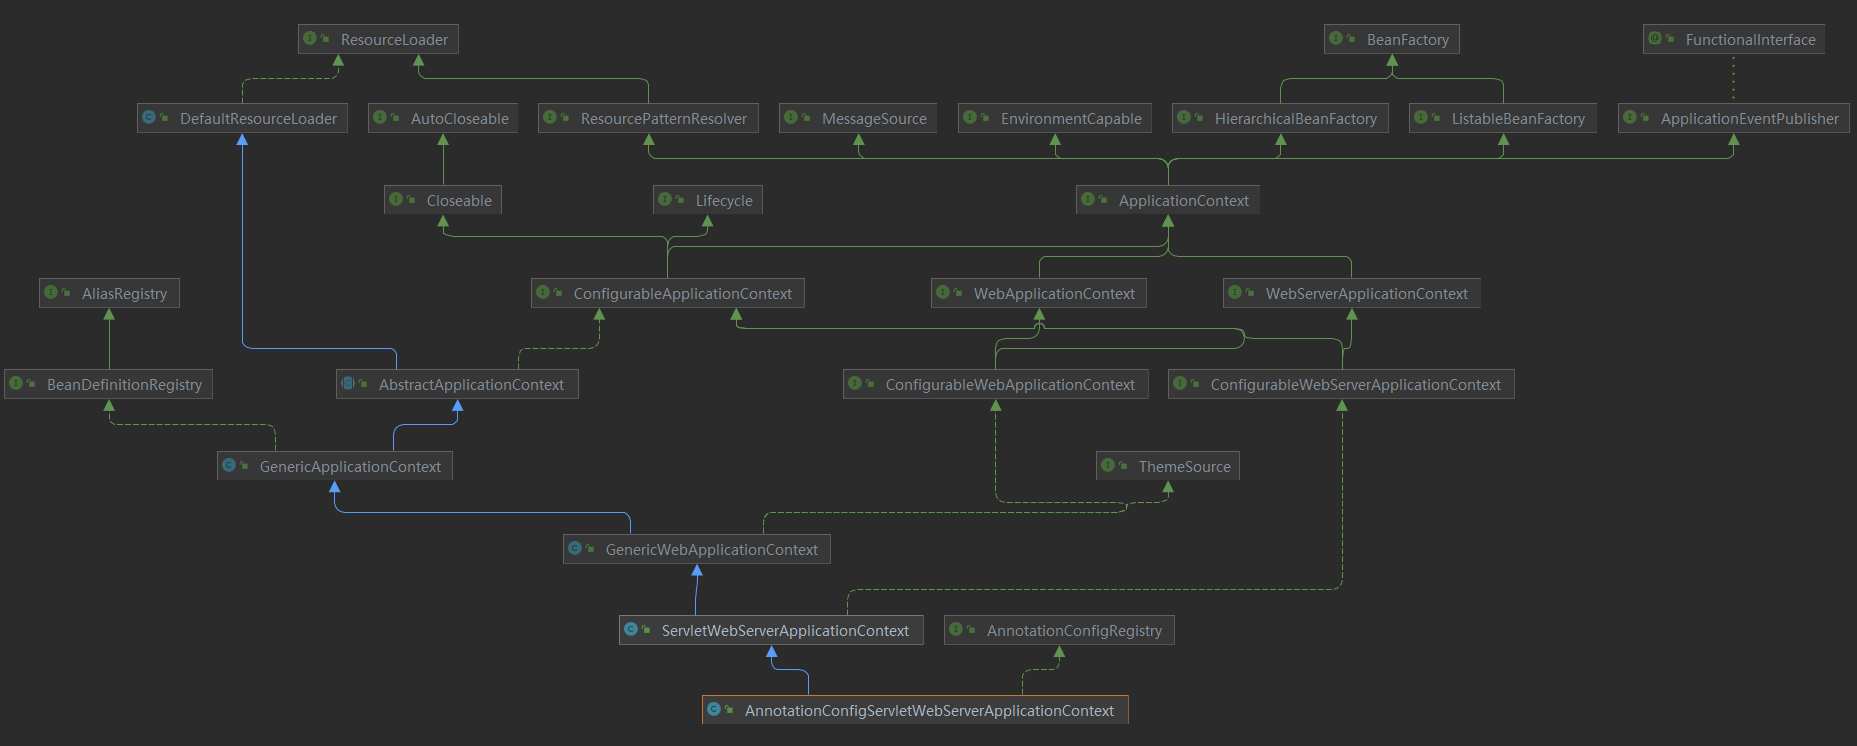 ResourceLoader
BeanFactory
FunctionalInterface
DefaultResourceLoader
AutoCloseable
ResourcePatternResolver
MessageSource
EnvironmentCapable
HierarchicalBeanFactory
ListableBeanFactory
ApplicationEventPublisher
Closeable
Lifecycle
ApplicationContext
AliasRegistry
ConfigurableApplicationContext
WebApplicationContext
WebServerApplicationContext
BeanDefinitionRegistry
AbstractApplicationContext
ConfigurableWebApplicationContext
ConfigurableWebServerApplicationContext
GenericApplicationContext
ThemeSource
GenericWebApplicationContext
ServletWebServerApplicationContext
AnnotationConfigRegistry
AnnotationConfigServletWebServerApplicationContext